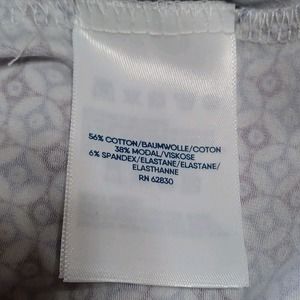 56% COTTON/BAUMWOLLE/COTON
38% MODAL/VISKOSE
6% SPANDEX/ELASTANE/ELASTANE/
ELASTHANNE
RN 62830